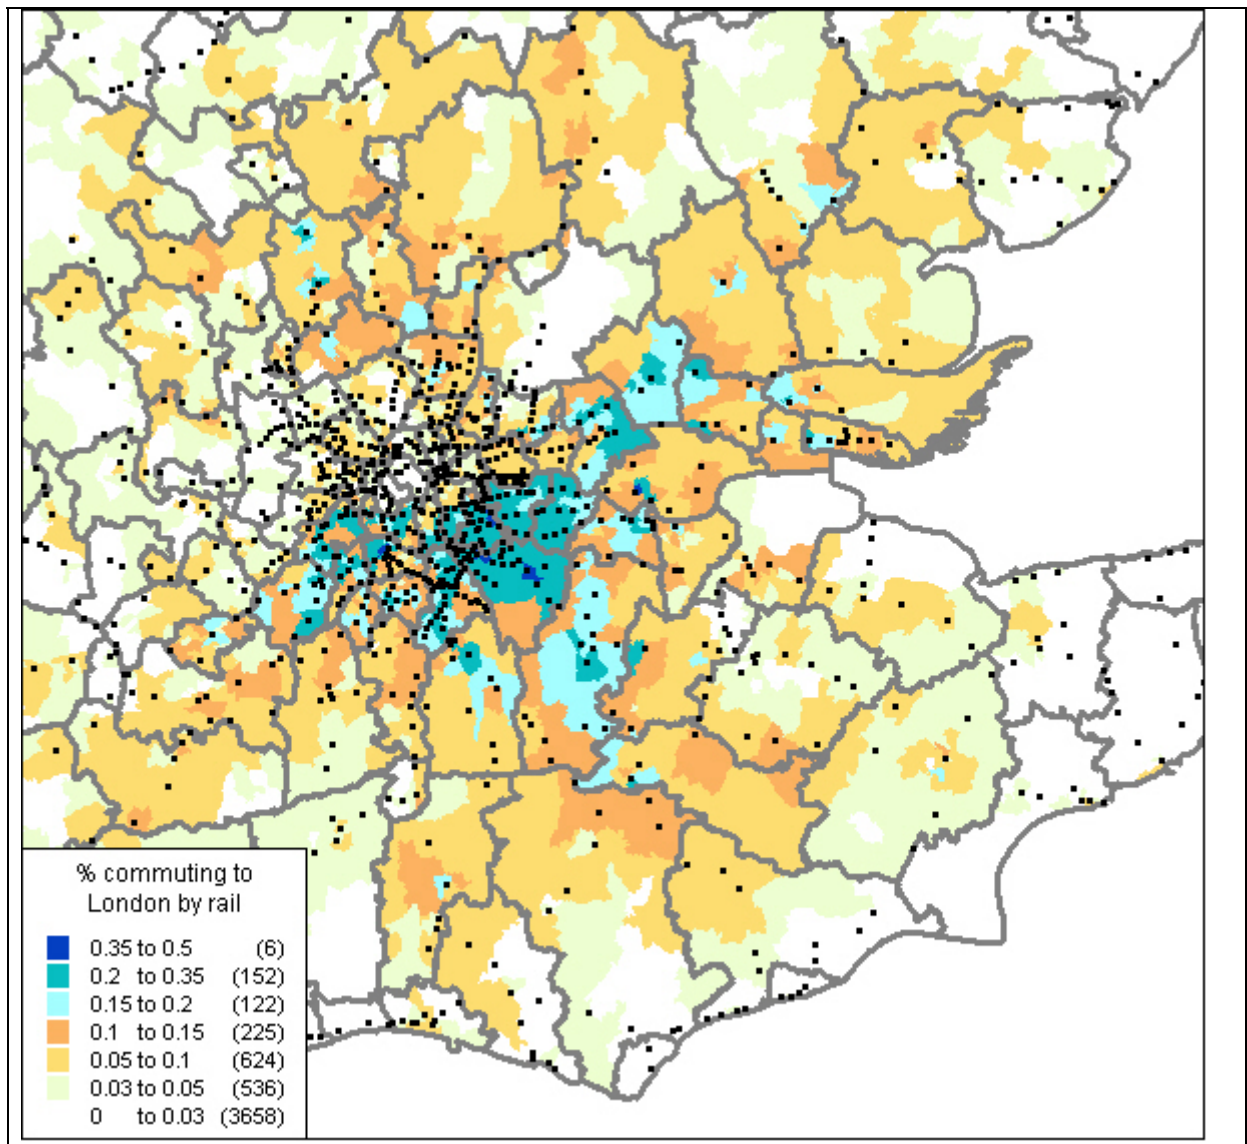 % commuting to
London by rail
0.35 to 0.5 (6)
0.2 to 0.35 (152)
0.15 to 0.2 (122)
0.1 to 0.15 (225)
0.05 to 0.1 (624)
0.03 to 0.05 (536)
0 to 0.03 (3658)